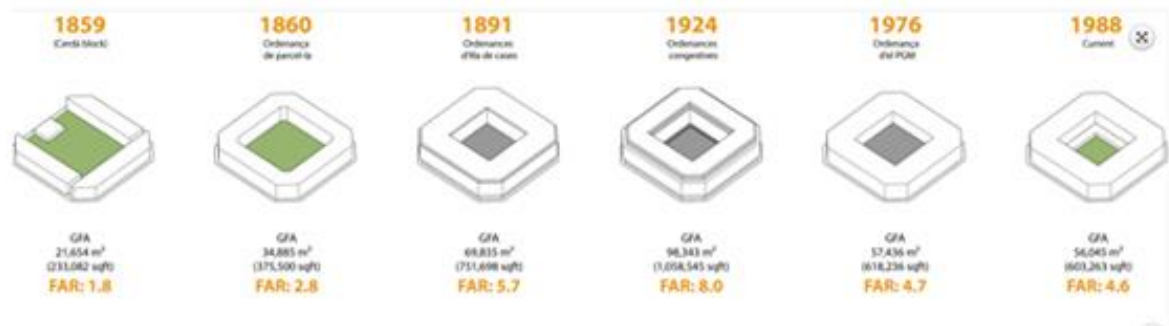 1859
(Cerdà block)
GFA
21,654 m²
(233,082 sqft)
FAR: 1.8
1860
Ordenança
de parcel·la
GFA
34,885 m²
(375,500 sqft)
FAR: 2.8
1891
Ordenances
d'illa de cases
GFA
69,835 m²
(751,698 sqft)
FAR: 5.7
1924
Ordenances
congestives
GFA
98,343 m²
(1,058,545 sqft)
FAR: 8.0
1976
Ordenança
del PGM
GFA
57,436 m²
(618,236 sqft)
FAR: 4.7
1988
Current
GFA
56,045 m²
(603,263 sqft)
FAR: 4.6